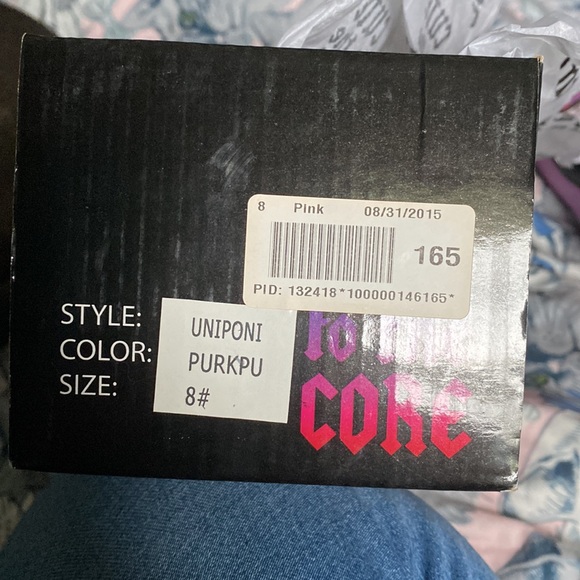 8 Pink 08/31/2015
165
PID: 132418*100000146165*
STYLE: UNIPONI
COLOR: PURKPU
SIZE: 8#
CORE